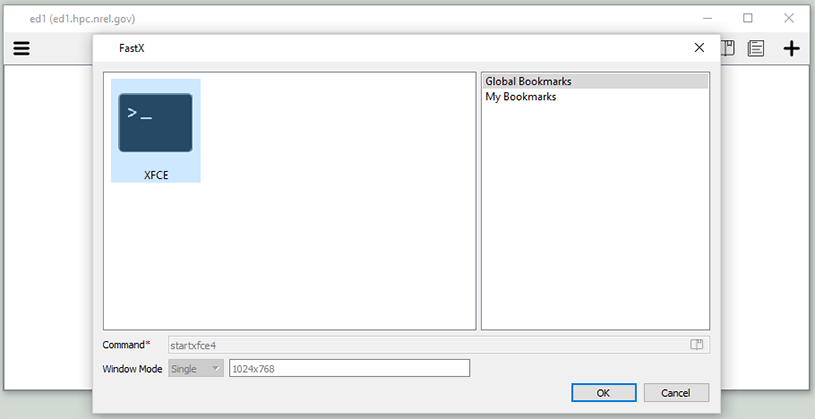 ed1 (ed1.hpc.nrel.gov)
FastX
>_
XFCE
Global Bookmarks
My Bookmarks
Command* startxfce4
Window Mode Single 1024x768
OK Cancel